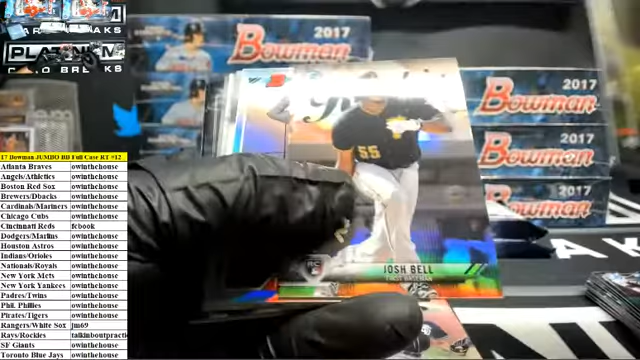 PLATINUM
CARD BREAKS
17 Bowman JUMBO BB Full Case RT #12
Atlanta Braves owinthehouse
Angels/Athletics owinthehouse
Boston Red Sox owinthehouse
Brewers/Dbacks owinthehouse
Cardinals/Mariners owinthehouse
Chicago Cubs owinthehouse
Cincinnati Reds fcbook
Dodgers/Marlins owinthehouse
Houston Astros owinthehouse
Indians/Orioles owinthehouse
Nationals/Royals owinthehouse
New York Mets owinthehouse
New York Yankees owinthehouse
Padres/Twins owinthehouse
Phil. Phillies owinthehouse
Pirates/Tigers owinthehouse
Rangers/White Sox jm69
Rays/Rockies talkinboutpracti
SF Giants owinthehouse
Toronto Blue Jays owinthehouse
2017
Bowman
2017
Bowman
2017
Bowman
2017
Bowman
55
RC
JOSH BELL